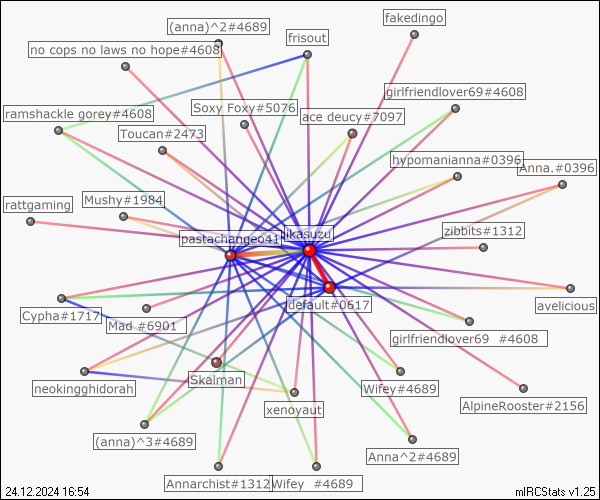 (anna)^2#4689
fakedingo
frisout
no cops no laws no hope#4608
girlfriendlover69#4608
Soxy Foxy#5076
ramshackle gorey#4608
ace deucy#7097
Toucan#2473
hypomanianna#0396
Anna.#0396
Mushy#1984
rattgaming
zibbits#1312
ikasuzu
pastachangeo41
default#0617
avelicious
Cypha#1717
Mad #6901
girlfriendlover69 #4608
Skalman
neokingghidorah
Wifey#4689
AlpineRooster#2156
xenoyaut
(anna)^3#4689
Anna^2#4689
Annarchist#1312
Wifey #4689
24.12.2024 16:54
mIRCStats v1.25